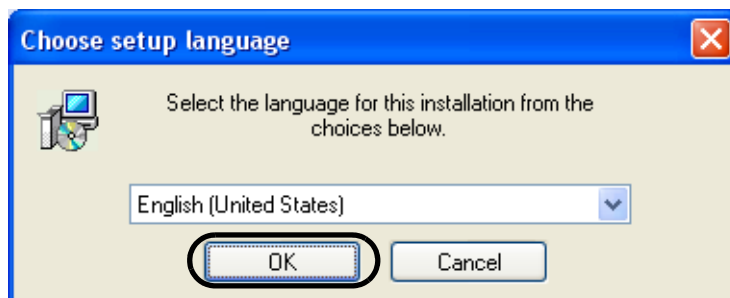 Choose setup language
Select the language for this installation from the
choices below.
English (United States)
OK Cancel